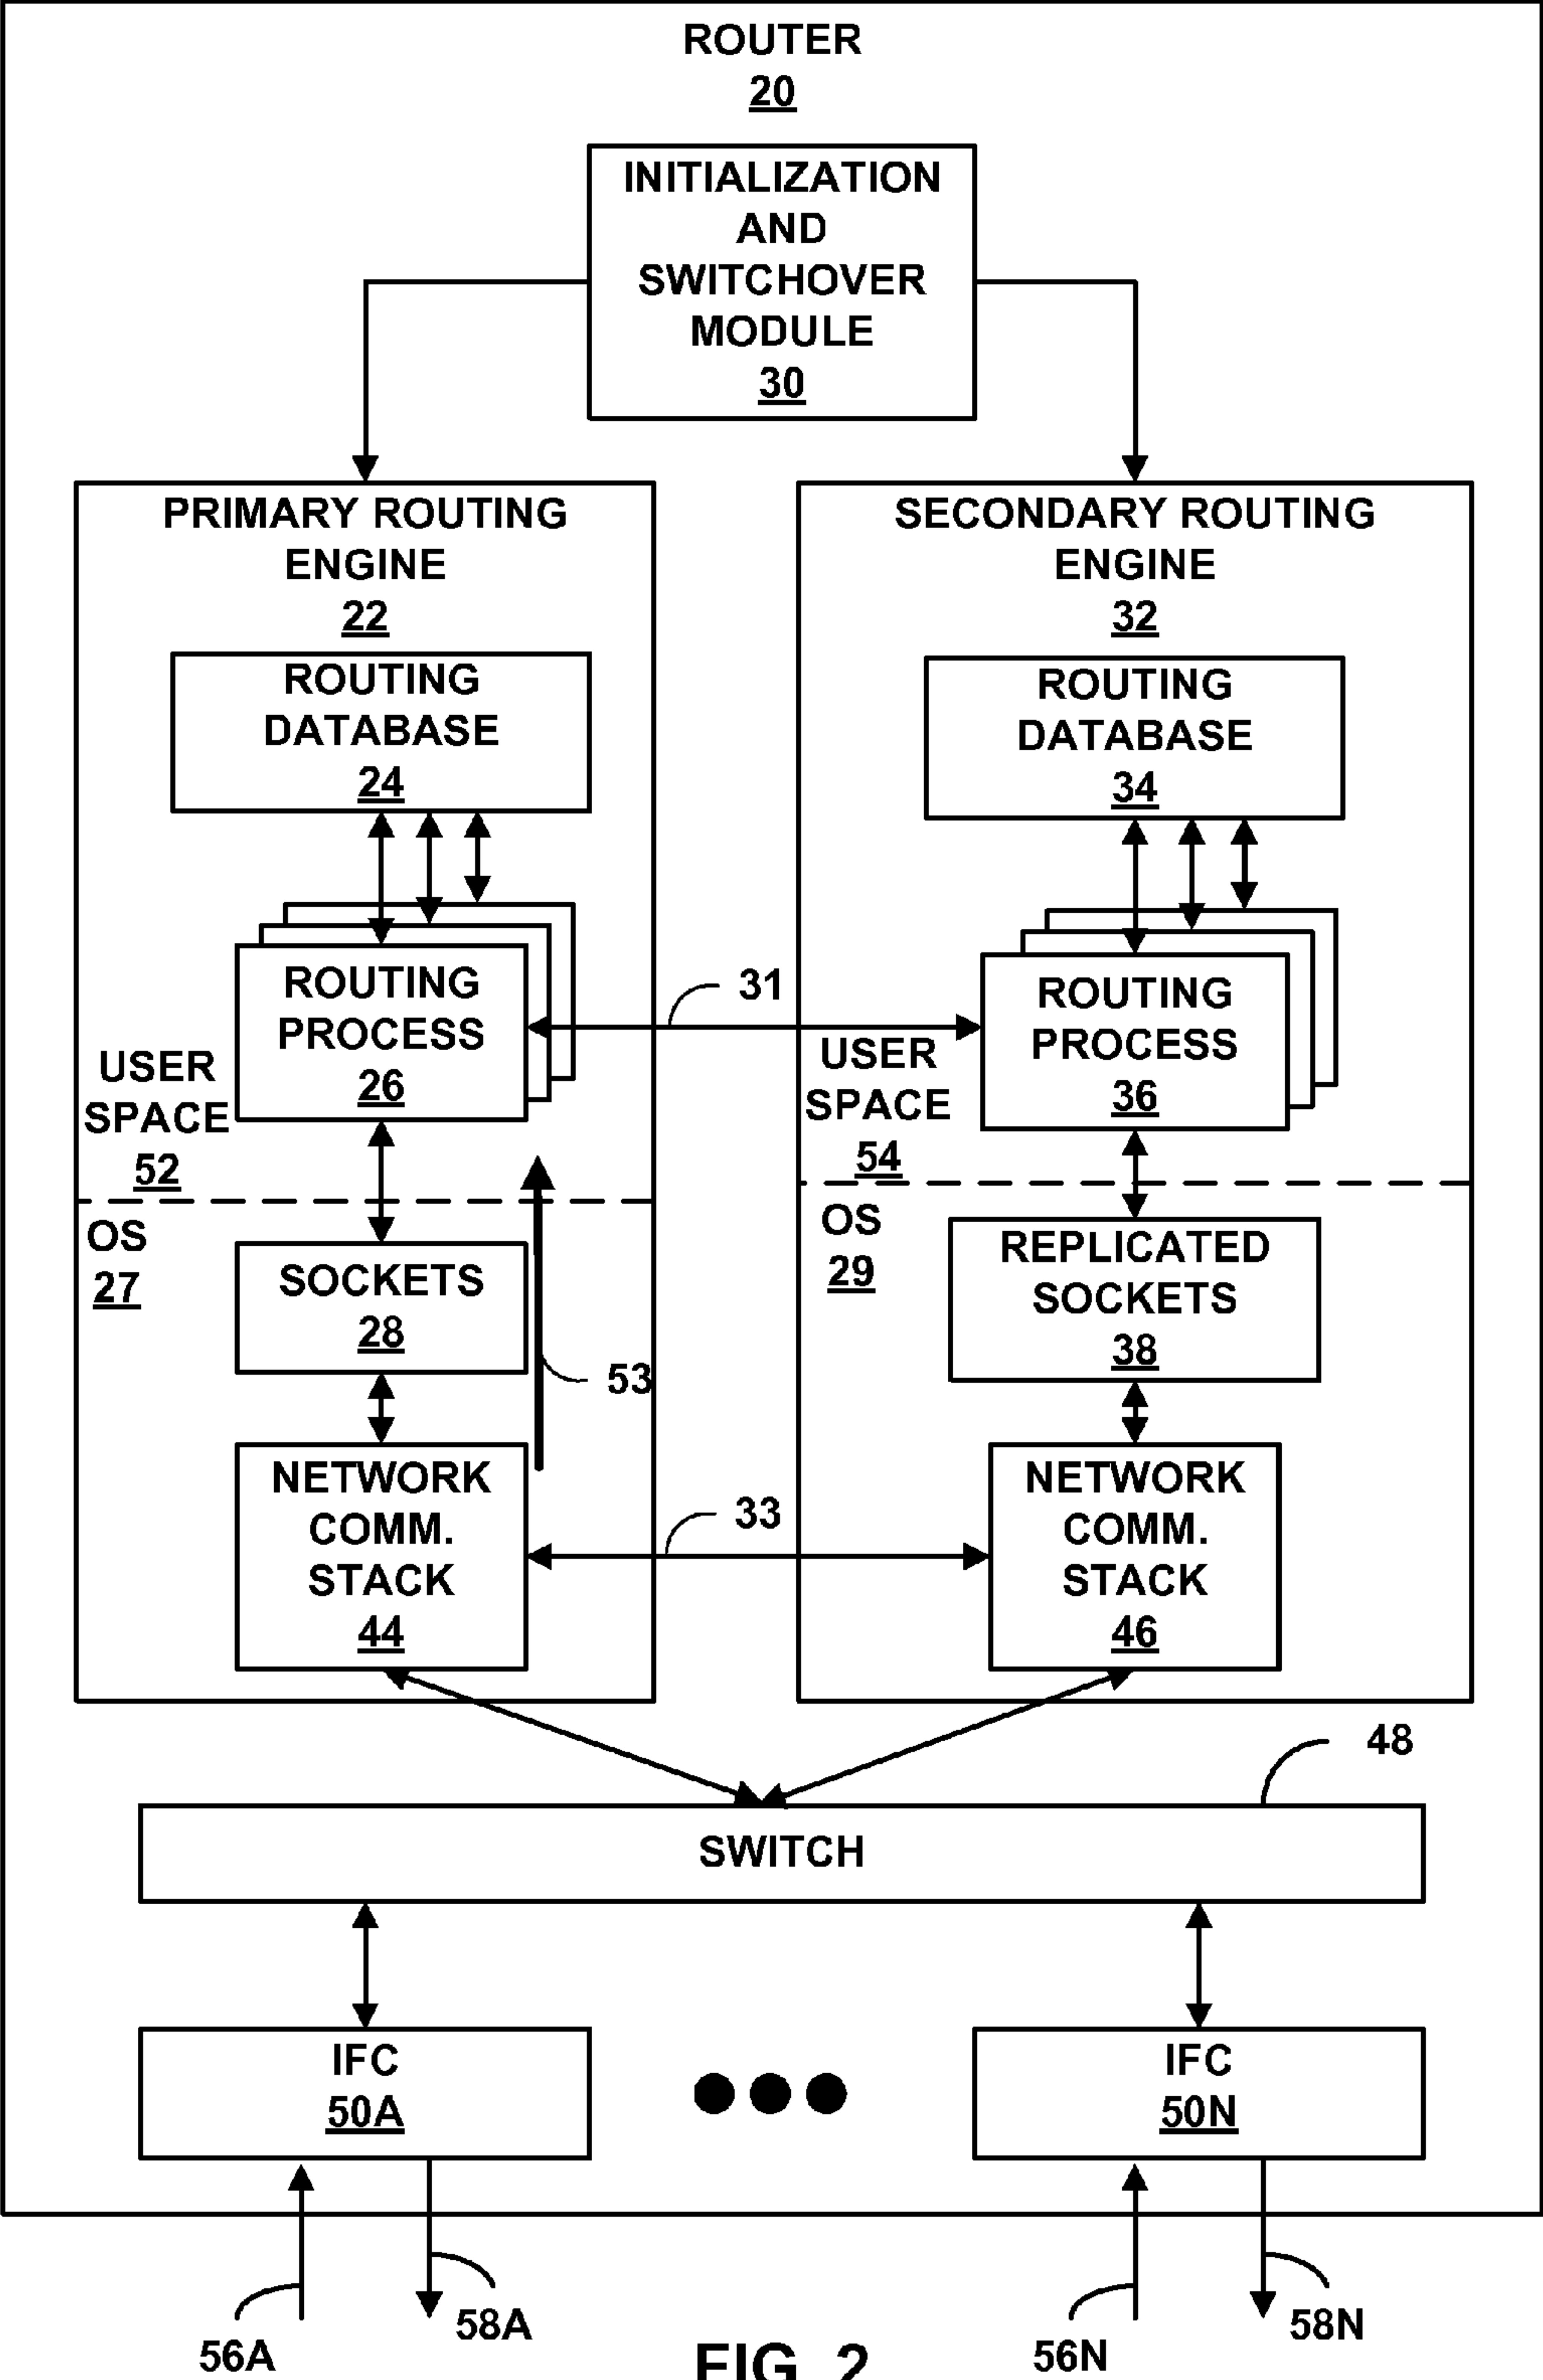 ROUTER
20
INITIALIZATION
AND
SWITCHOVER
MODULE
30
PRIMARY ROUTING
ENGINE
22
ROUTING
DATABASE
24
ROUTING
PROCESS
26
USER
SPACE
52
OS
27
SOCKETS
28
53
NETWORK
COMM.
STACK
44
31
33
SECONDARY ROUTING
ENGINE
32
ROUTING
DATABASE
34
ROUTING
PROCESS
36
USER
SPACE
54
OS
29
REPLICATED
SOCKETS
38
NETWORK
COMM.
STACK
46
48
SWITCH
IFC
50A
IFC
50N
56A
58A
56N
58N
FIG. 2